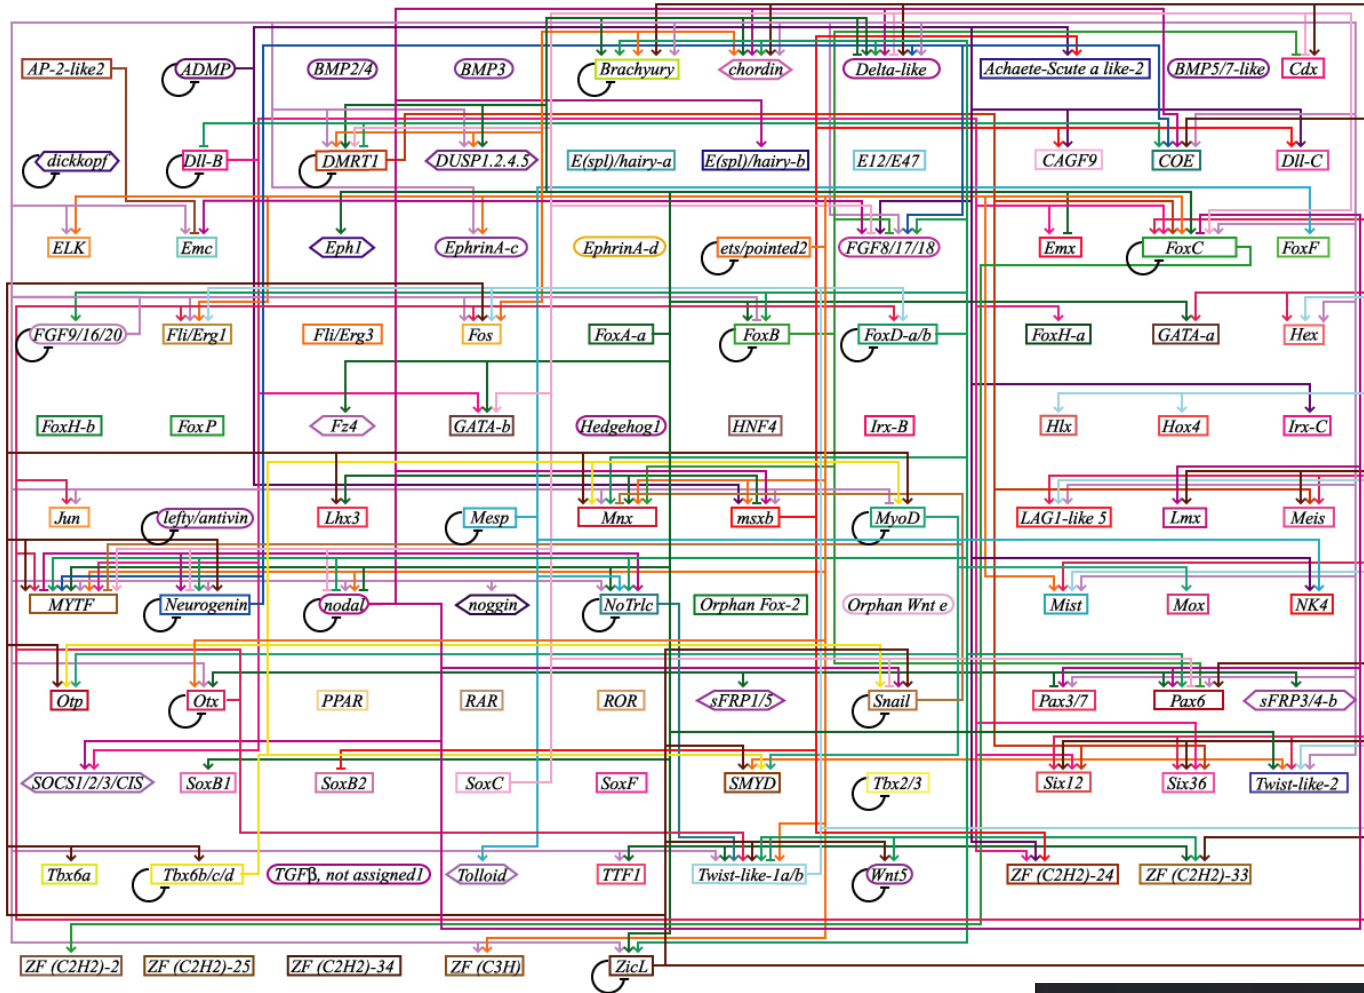 AP-2-like2 ADMP BMP2/4 BMP3 Brachyury chordin Delta-like Achaete-Scute a like-2 BMP5/7-like Cdx
dickkopf Dll-B DMRT1 DUSP1.2.4.5 E(spl)/hairy-a E(spl)/hairy-b E12/E47 CAGF9 COE Dll-C
ELK Emc Eph1 EphrinA-c EphrinA-d ets/pointed2 FGF8/17/18 Emx FoxC FoxF
FGF9/16/20 Fli/Erg1 Fli/Erg3 Fos FoxA-a FoxB FoxD-a/b FoxH-a GATA-a Hex
FoxH-b FoxP Fz4 GATA-b Hedgehog1 HNF4 Irx-B Hlx Hox4 Irx-C
Jun lefty/antivin Lhx3 Mesp Mnx msxb MyoD LAG1-like 5 Lmx Meis
MYTF Neurogenin nodal noggin NoTrlc Orphan Fox-2 Orphan Wnt e Mist Mox NK4
Otp Otx PPAR RAR ROR sFRP1/5 Snail Pax3/7 Pax6 sFRP3/4-b
SOCS1/2/3/CIS SoxB1 SoxB2 SoxC SoxF SMYD Tbx2/3 Six12 Six36 Twist-like-2
Tbx6a Tbx6b/c/d TGFβ, not assigned1 Tolloid TTF1 Twist-like-1a/b Wnt5 ZF (C2H2)-24 ZF (C2H2)-33
ZF (C2H2)-2 ZF (C2H2)-25 ZF (C2H2)-34 ZF (C3H) ZicL